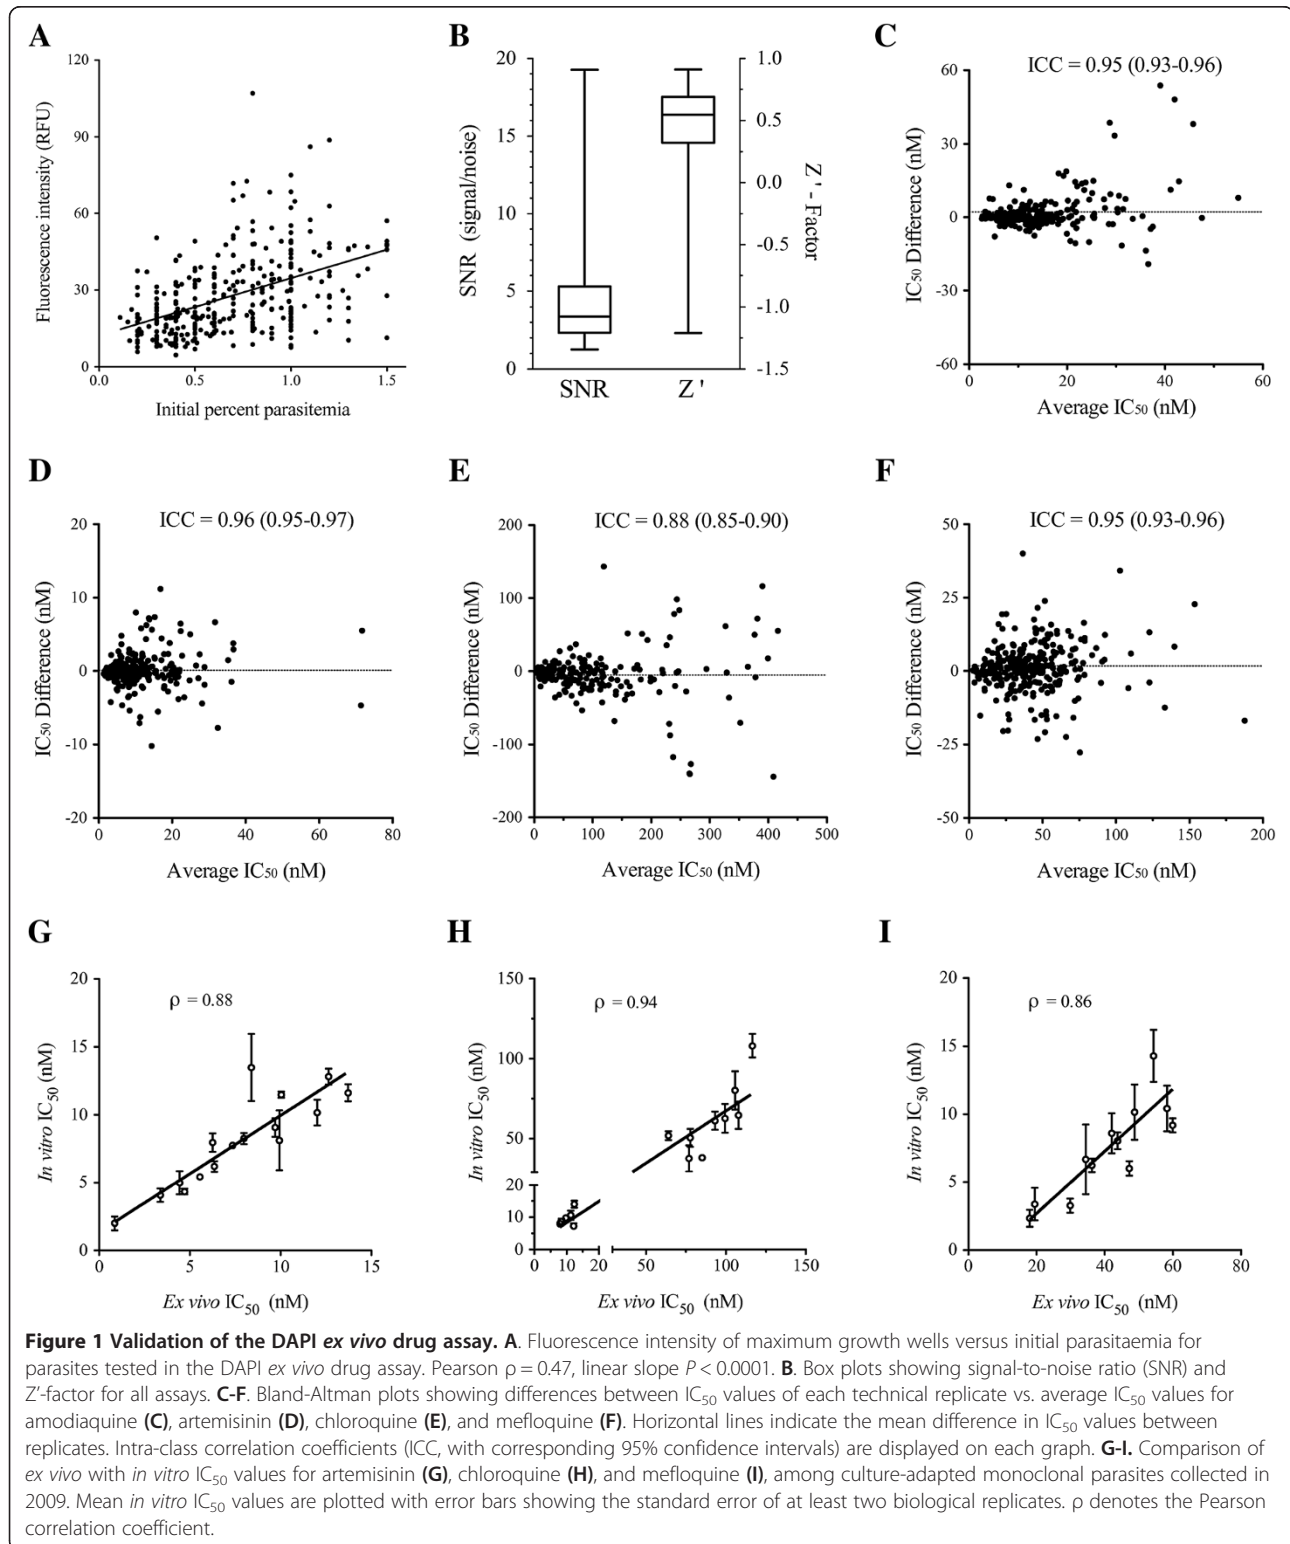 A
Fluorescence intensity (RFU)
120
90
60
30
0
0.0 0.5 1.0 1.5
Initial percent parasitemia
B
SNR (signal/noise)
20
15
10
5
0
1.0
0.5
0.0
-0.5
-1.0
-1.5
Z ' - Factor
SNR Z '
C
ICC = 0.95 (0.93-0.96)
IC50 Difference (nM)
60
30
0
-30
-60
0 20 40 60
Average IC50 (nM)
D
ICC = 0.96 (0.95-0.97)
IC50 Difference (nM)
20
10
0
-10
-20
0 20 40 60 80
Average IC50 (nM)
E
ICC = 0.88 (0.85-0.90)
IC50 Difference (nM)
200
100
0
-100
-200
0 100 200 300 400 500
Average IC50 (nM)
F
ICC = 0.95 (0.93-0.96)
IC50 Difference (nM)
50
25
0
-25
-50
0 50 100 150 200
Average IC50 (nM)
G
ρ = 0.88
In vitro IC50 (nM)
20
15
10
5
0
0 5 10 15
Ex vivo IC50 (nM)
H
ρ = 0.94
In vitro IC50 (nM)
150
100
50
20
10
0
0 10 20 50 100 150
Ex vivo IC50 (nM)
I
ρ = 0.86
In vitro IC50 (nM)
20
15
10
5
0
0 20 40 60 80
Ex vivo IC50 (nM)
Figure 1 Validation of the DAPI ex vivo drug assay. A. Fluorescence intensity of maximum growth wells versus initial parasitaemia for
parasites tested in the DAPI ex vivo drug assay. Pearson ρ = 0.47, linear slope P < 0.0001. B. Box plots showing signal-to-noise ratio (SNR) and
Z′-factor for all assays. C-F. Bland-Altman plots showing differences between IC50 values of each technical replicate vs. average IC50 values for
amodiaquine (C), artemisinin (D), chloroquine (E), and mefloquine (F). Horizontal lines indicate the mean difference in IC50 values between
replicates. Intra-class correlation coefficients (ICC, with corresponding 95% confidence intervals) are displayed on each graph. G-I. Comparison of
ex vivo with in vitro IC50 values for artemisinin (G), chloroquine (H), and mefloquine (I), among culture-adapted monoclonal parasites collected in
2009. Mean in vitro IC50 values are plotted with error bars showing the standard error of at least two biological replicates. ρ denotes the Pearson
correlation coefficient.